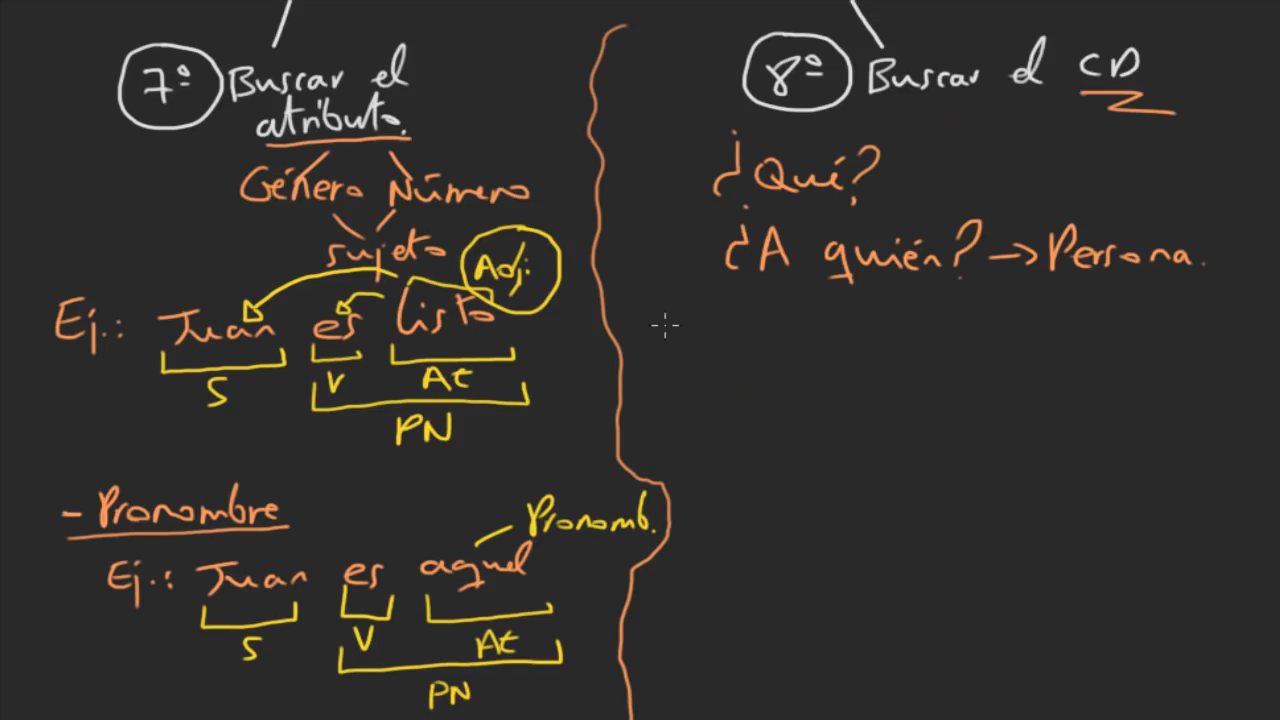 7º Buscar el
atributo.
Género Número
sujeto
Adj.
Ej.: Juan es listo
S V At
PN
- Pronombre
Pronomb.
Ej.: Juan es aquel
S V At
PN
8º Buscar el CD
¿Qué?
¿A quién? → Persona.